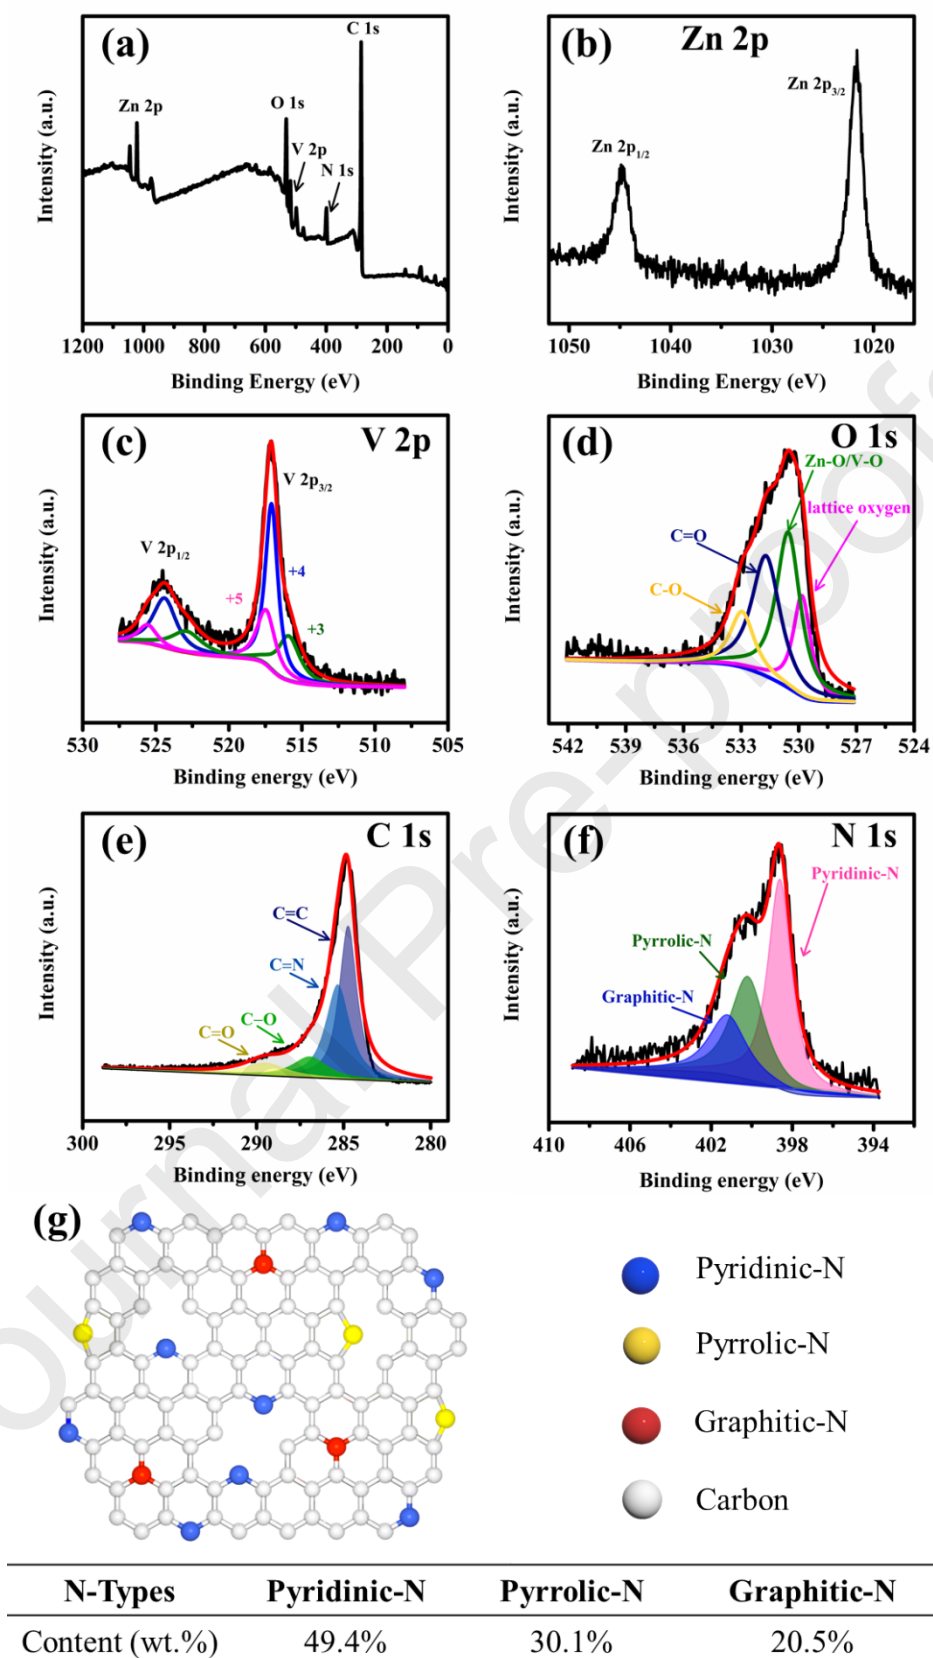 (a)
C 1s
Zn 2p
O 1s
V 2p
N 1s
Intensity (a.u.)
1200 1000 800 600 400 200 0
Binding Energy (eV)
(b)
Zn 2p
Zn 2p3/2
Zn 2p1/2
Intensity (a.u.)
1050 1040 1030 1020
Binding Energy (eV)
(c)
V 2p
V 2p3/2
V 2p1/2
+5
+4
+3
Intensity (a.u.)
530 525 520 515 510 505
Binding energy (eV)
(d)
O 1s
Zn-O/V-O
lattice oxygen
C=O
C-O
Intensity (a.u.)
542 539 536 533 530 527 524
Binding energy (eV)
(e)
C 1s
C=C
C=N
C−O
C=O
Intensity (a.u.)
300 295 290 285 280
Binding energy (eV)
(f)
N 1s
Pyridinic-N
Pyrrolic-N
Graphitic-N
Intensity (a.u.)
410 406 402 398 394
Binding energy (eV)
(g)
Pyridinic-N
Pyrrolic-N
Graphitic-N
Carbon
N-Types Pyridinic-N Pyrrolic-N Graphitic-N
Content (wt.%) 49.4% 30.1% 20.5%
Journal Pre-proofs